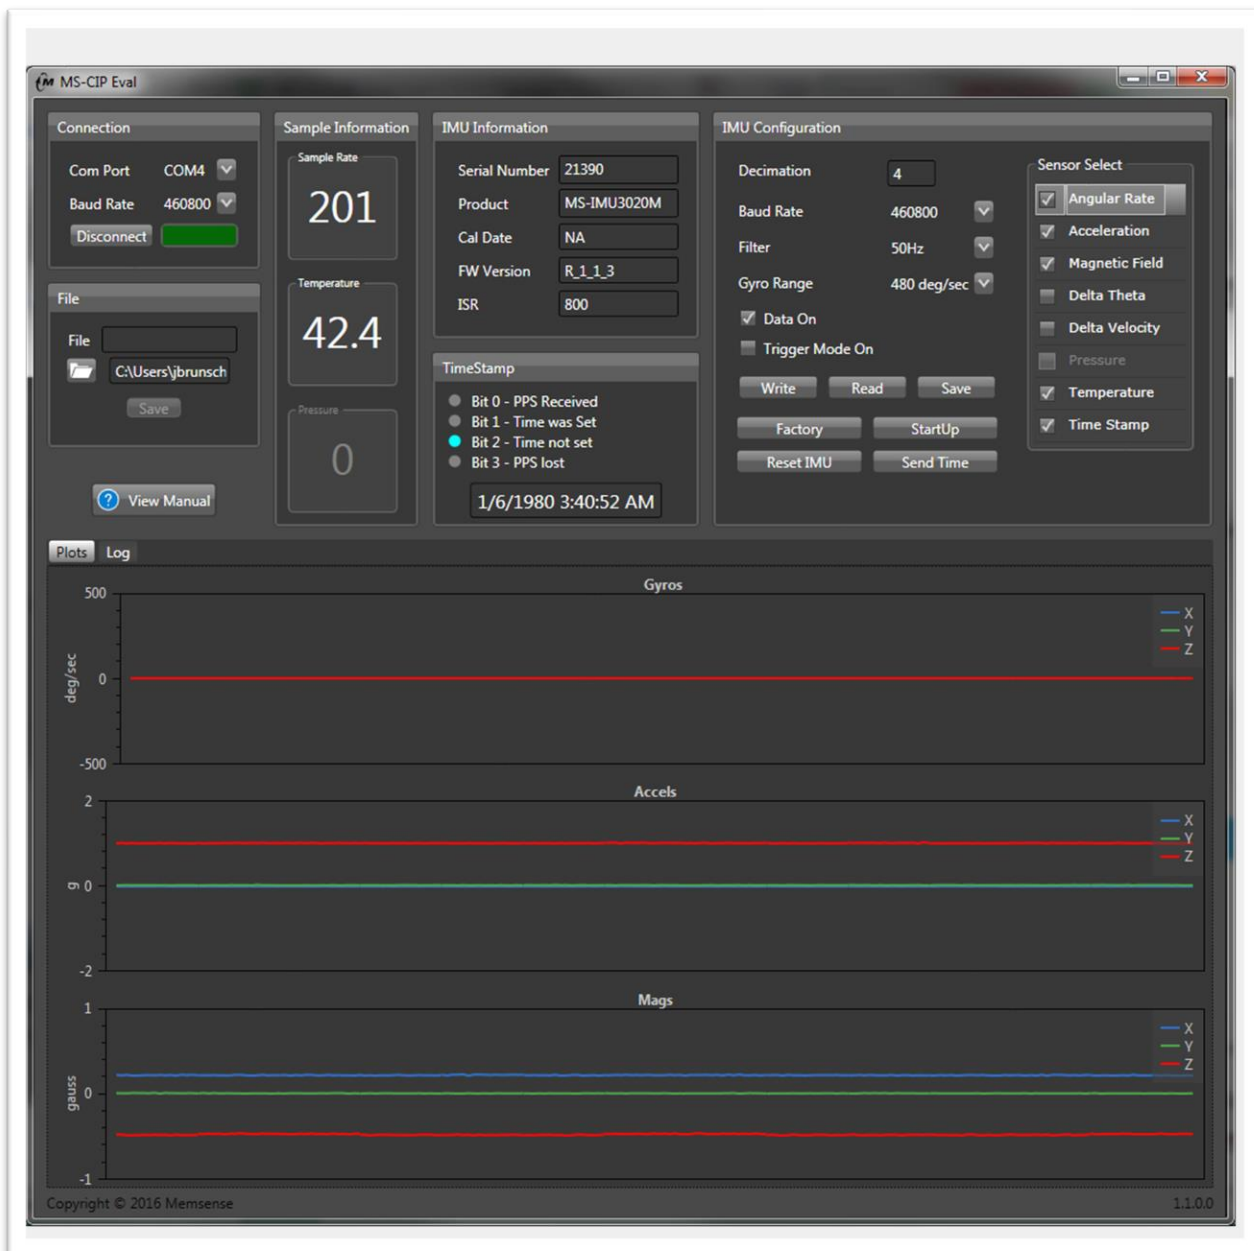 MS-CIP Eval
Connection
Com Port COM4
Baud Rate 460800
Disconnect
File
File
C:\Users\jbrunsch
Save
View Manual
Sample Information
Sample Rate
201
Temperature
42.4
Pressure
0
IMU Information
Serial Number 21390
Product MS-IMU3020M
Cal Date NA
FW Version R_1_1_3
ISR 800
TimeStamp
Bit 0 - PPS Received
Bit 1 - Time was Set
Bit 2 - Time not set
Bit 3 - PPS lost
1/6/1980 3:40:52 AM
IMU Configuration
Decimation 4
Baud Rate 460800
Filter 50Hz
Gyro Range 480 deg/sec
Data On
Trigger Mode On
Write Read Save
Factory StartUp
Reset IMU Send Time
Sensor Select
Angular Rate
Acceleration
Magnetic Field
Delta Theta
Delta Velocity
Pressure
Temperature
Time Stamp
Plots Log
Gyros
500
0
-500
deg/sec
X
Y
Z
Accels
2
0
-2
g
X
Y
Z
Mags
1
0
-1
gauss
X
Y
Z
Copyright © 2016 Memsense 1.1.0.0